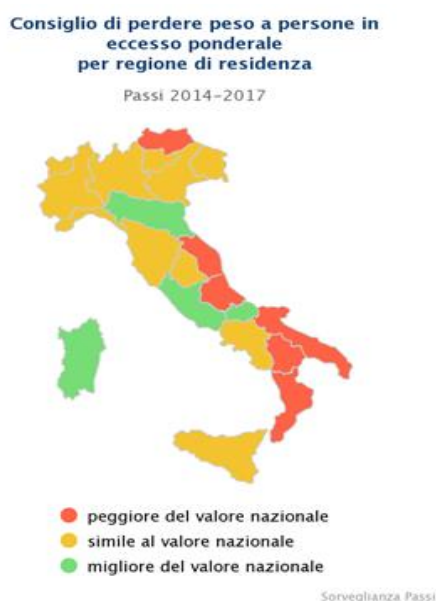 Consiglio di perdere peso a persone in
eccesso ponderale
per regione di residenza
Passi 2014-2017
peggiore del valore nazionale
simile al valore nazionale
migliore del valore nazionale
Sorveglianza Passi